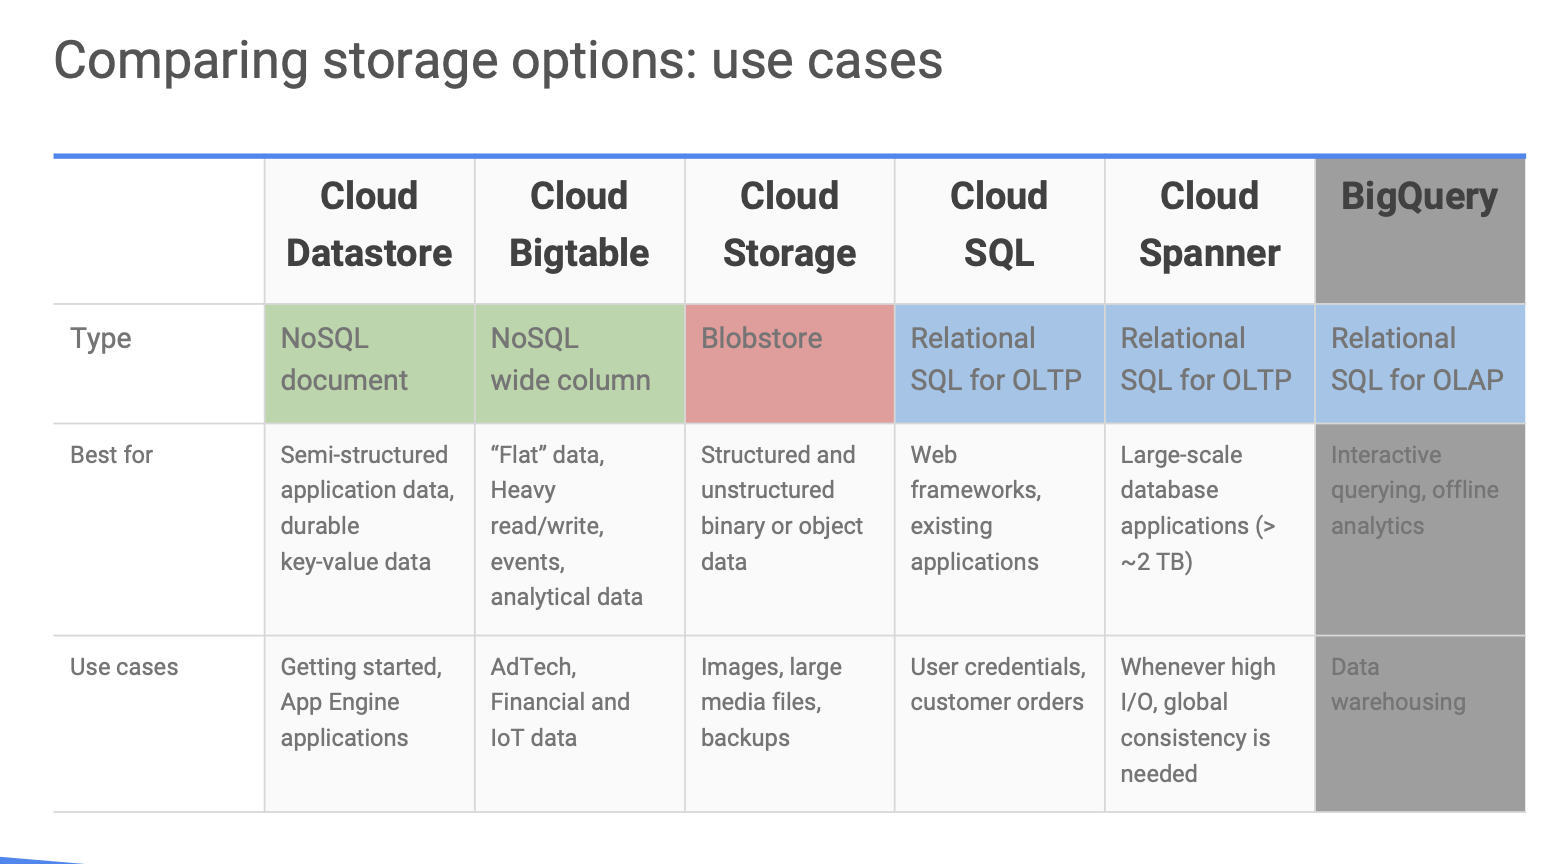 Comparing storage options: use cases
Cloud
Datastore
Cloud
Bigtable
Cloud
Storage
Cloud
SQL
Cloud
Spanner
BigQuery
Type
NoSQL
document
NoSQL
wide column
Blobstore
Relational
SQL for OLTP
Relational
SQL for OLTP
Relational
SQL for OLAP
Best for
Semi-structured
application data,
durable
key-value data
“Flat” data,
Heavy
read/write,
events,
analytical data
Structured and
unstructured
binary or object
data
Web
frameworks,
existing
applications
Large-scale
database
applications (>
~2 TB)
Interactive
querying, offline
analytics
Use cases
Getting started,
App Engine
applications
AdTech,
Financial and
IoT data
Images, large
media files,
backups
User credentials,
customer orders
Whenever high
I/O, global
consistency is
needed
Data
warehousing